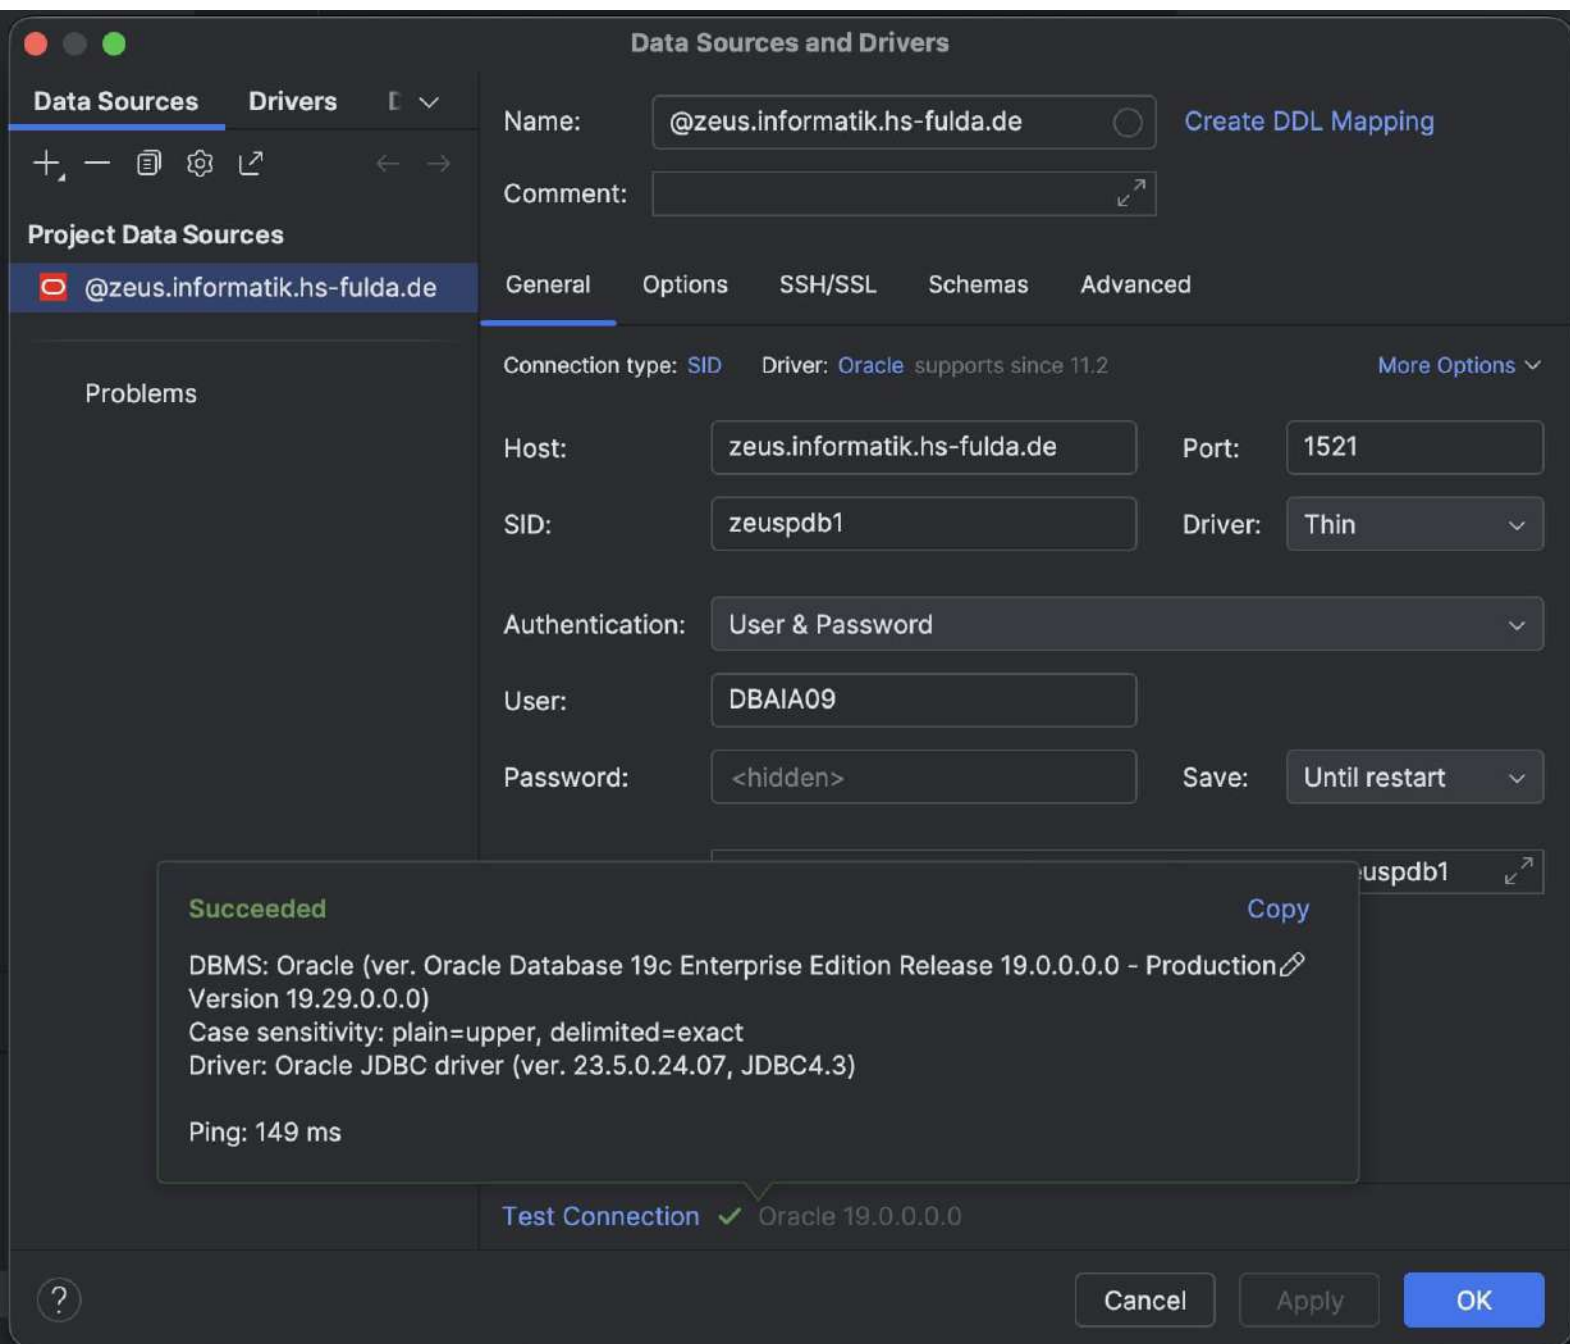 Data Sources and Drivers
Data Sources Drivers
Name: @zeus.informatik.hs-fulda.de Create DDL Mapping
Comment:
Project Data Sources
@zeus.informatik.hs-fulda.de
Problems
General Options SSH/SSL Schemas Advanced
Connection type: SID Driver: Oracle supports since 11.2 More Options
Host: zeus.informatik.hs-fulda.de Port: 1521
SID: zeuspdb1 Driver: Thin
Authentication: User & Password
User: DBAIA09
Password: <hidden> Save: Until restart
uspdb1
Succeeded Copy
DBMS: Oracle (ver. Oracle Database 19c Enterprise Edition Release 19.0.0.0.0 - Production
Version 19.29.0.0.0)
Case sensitivity: plain=upper, delimited=exact
Driver: Oracle JDBC driver (ver. 23.5.0.24.07, JDBC4.3)
Ping: 149 ms
Test Connection Oracle 19.0.0.0.0
? Cancel Apply OK